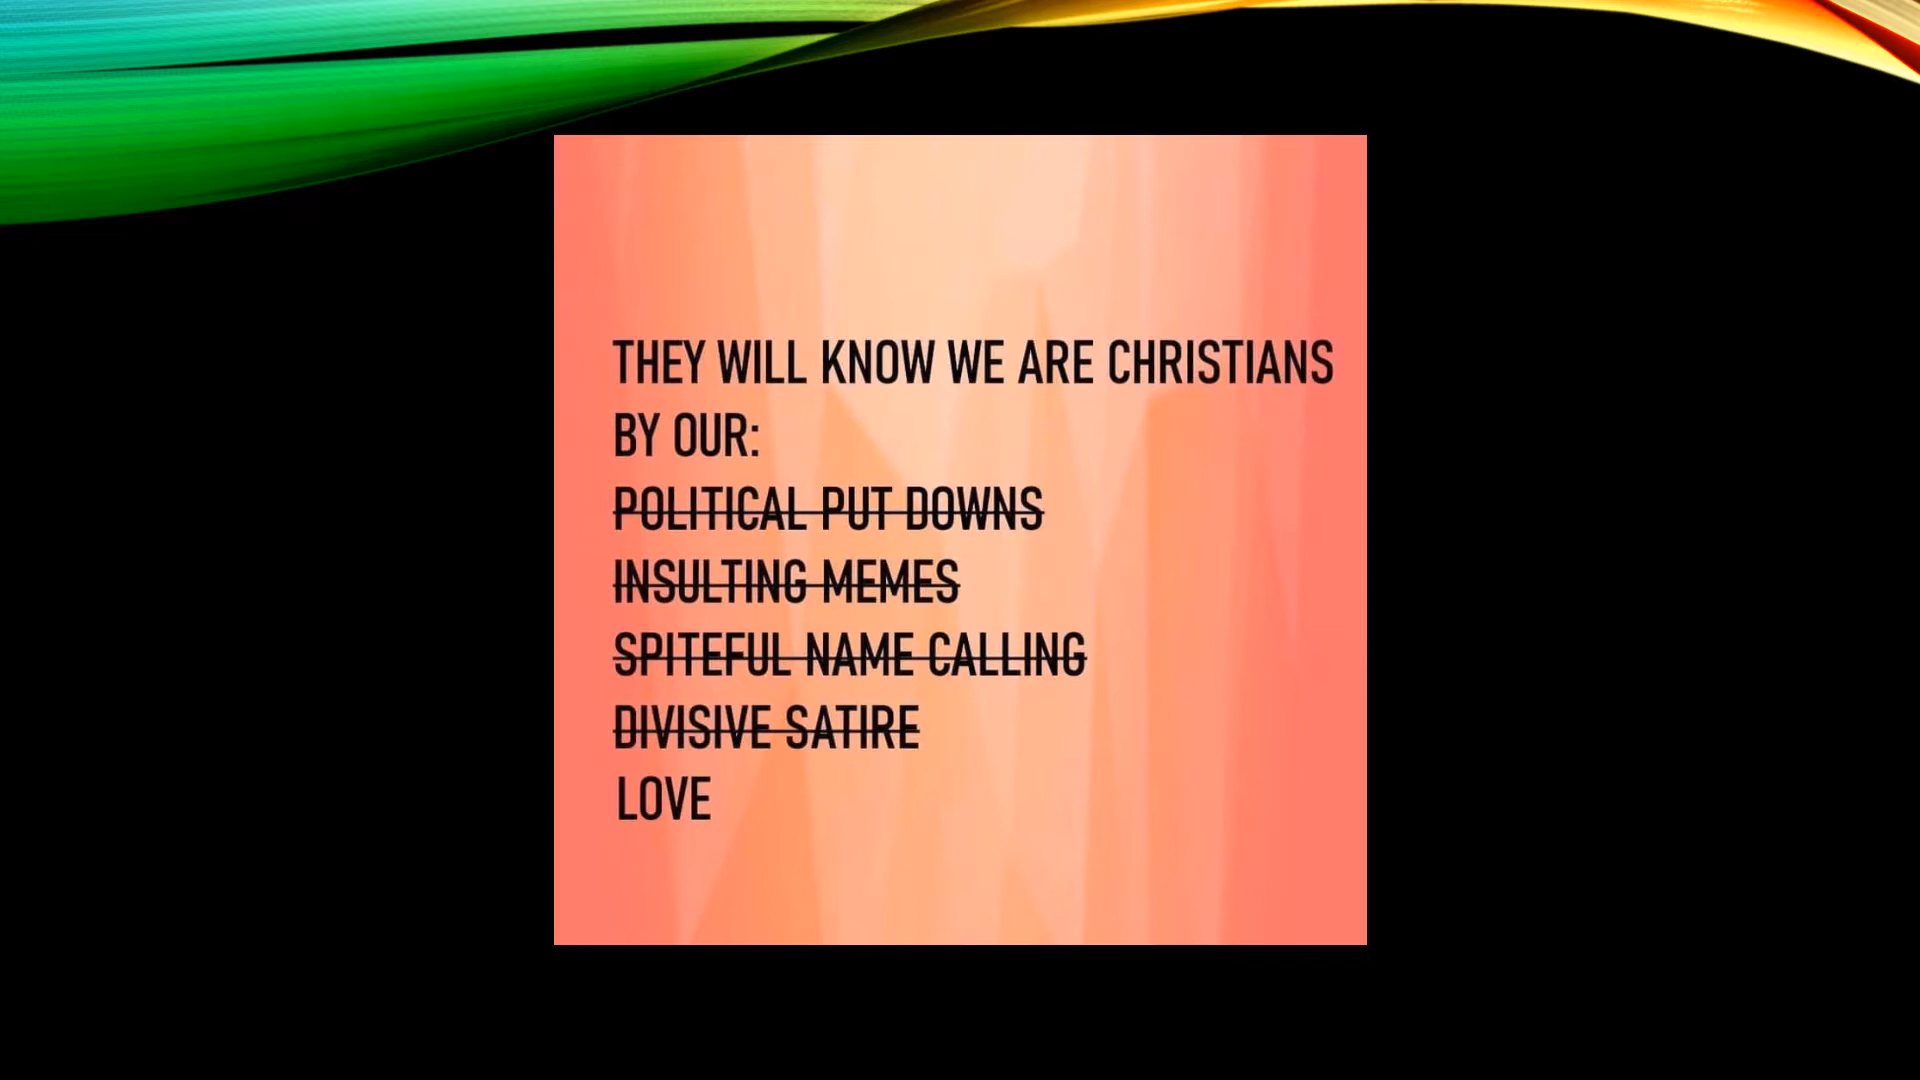 THEY WILL KNOW WE ARE CHRISTIANS
BY OUR:
POLITICAL PUT DOWNS
INSULTING MEMES
SPITEFUL NAME CALLING
DIVISIVE SATIRE
LOVE